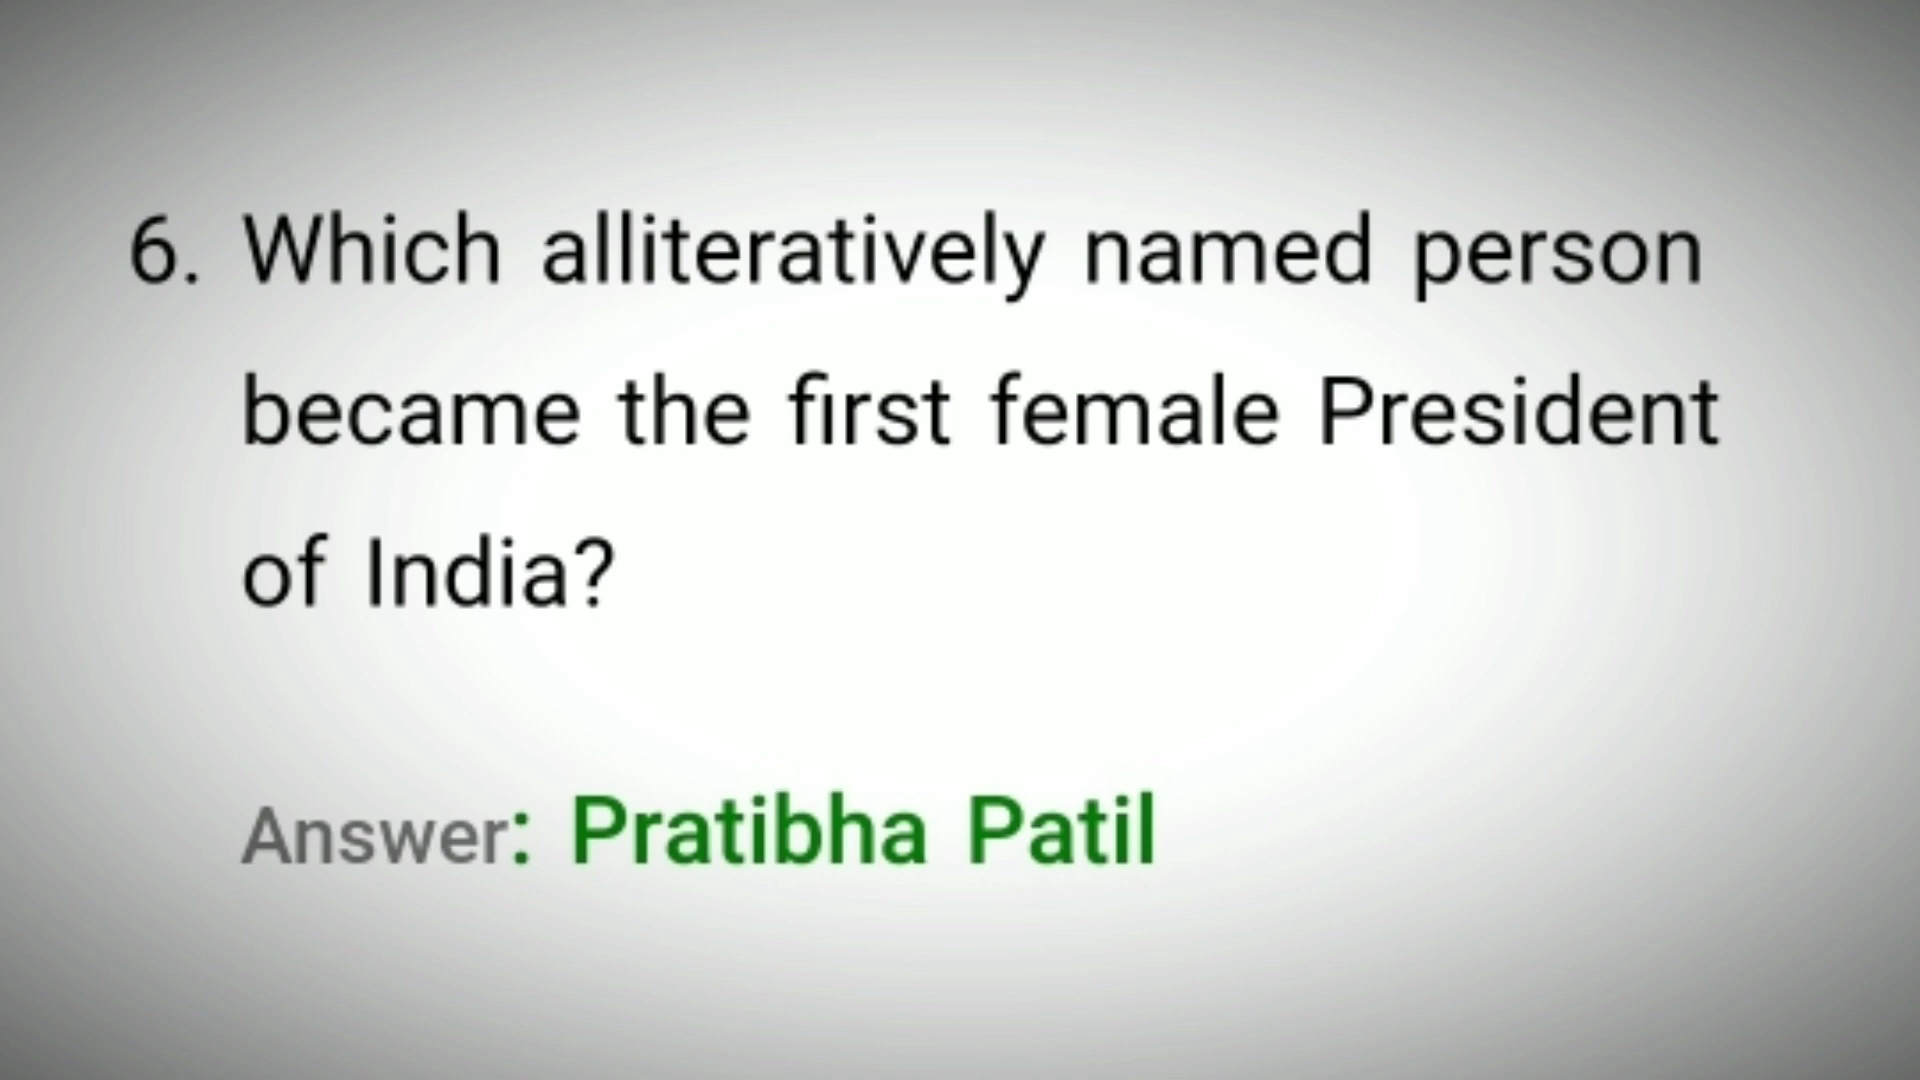 6. Which alliteratively named person
became the first female President
of India?
Answer: Pratibha Patil